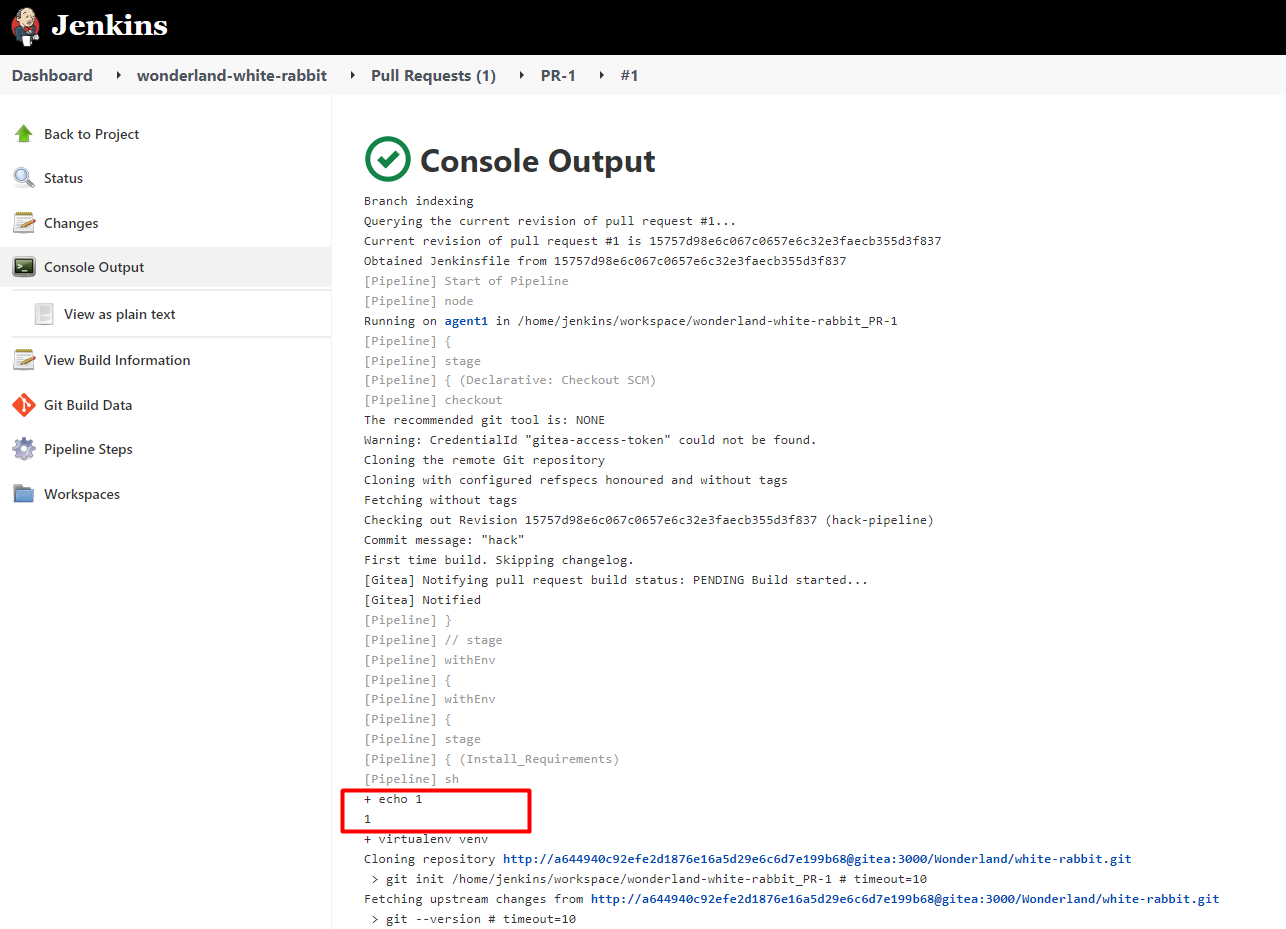 Jenkins
Dashboard wonderland-white-rabbit Pull Requests (1) PR-1 #1
Back to Project
Status
Changes
Console Output
View as plain text
View Build Information
Git Build Data
Pipeline Steps
Workspaces
Console Output
Branch indexing
Querying the current revision of pull request #1...
Current revision of pull request #1 is 15757d98e6c067c0657e6c32e3faecb355d3f837
Obtained Jenkinsfile from 15757d98e6c067c0657e6c32e3faecb355d3f837
[Pipeline] Start of Pipeline
[Pipeline] node
Running on agent1 in /home/jenkins/workspace/wonderland-white-rabbit_PR-1
[Pipeline] {
[Pipeline] stage
[Pipeline] { (Declarative: Checkout SCM)
[Pipeline] checkout
The recommended git tool is: NONE
Warning: CredentialId "gitea-access-token" could not be found.
Cloning the remote Git repository
Cloning with configured refspecs honoured and without tags
Fetching without tags
Checking out Revision 15757d98e6c067c0657e6c32e3faecb355d3f837 (hack-pipeline)
Commit message: "hack"
First time build. Skipping changelog.
[Gitea] Notifying pull request build status: PENDING Build started...
[Gitea] Notified
[Pipeline] }
[Pipeline] // stage
[Pipeline] withEnv
[Pipeline] {
[Pipeline] withEnv
[Pipeline] {
[Pipeline] stage
[Pipeline] { (Install_Requirements)
[Pipeline] sh
+ echo 1
1
+ virtualenv venv
Cloning repository http://a644940c92efe2d1876e16a5d29e6c6d7e199b68@gitea:3000/Wonderland/white-rabbit.git
> git init /home/jenkins/workspace/wonderland-white-rabbit_PR-1 # timeout=10
Fetching upstream changes from http://a644940c92efe2d1876e16a5d29e6c6d7e199b68@gitea:3000/Wonderland/white-rabbit.git
> git --version # timeout=10